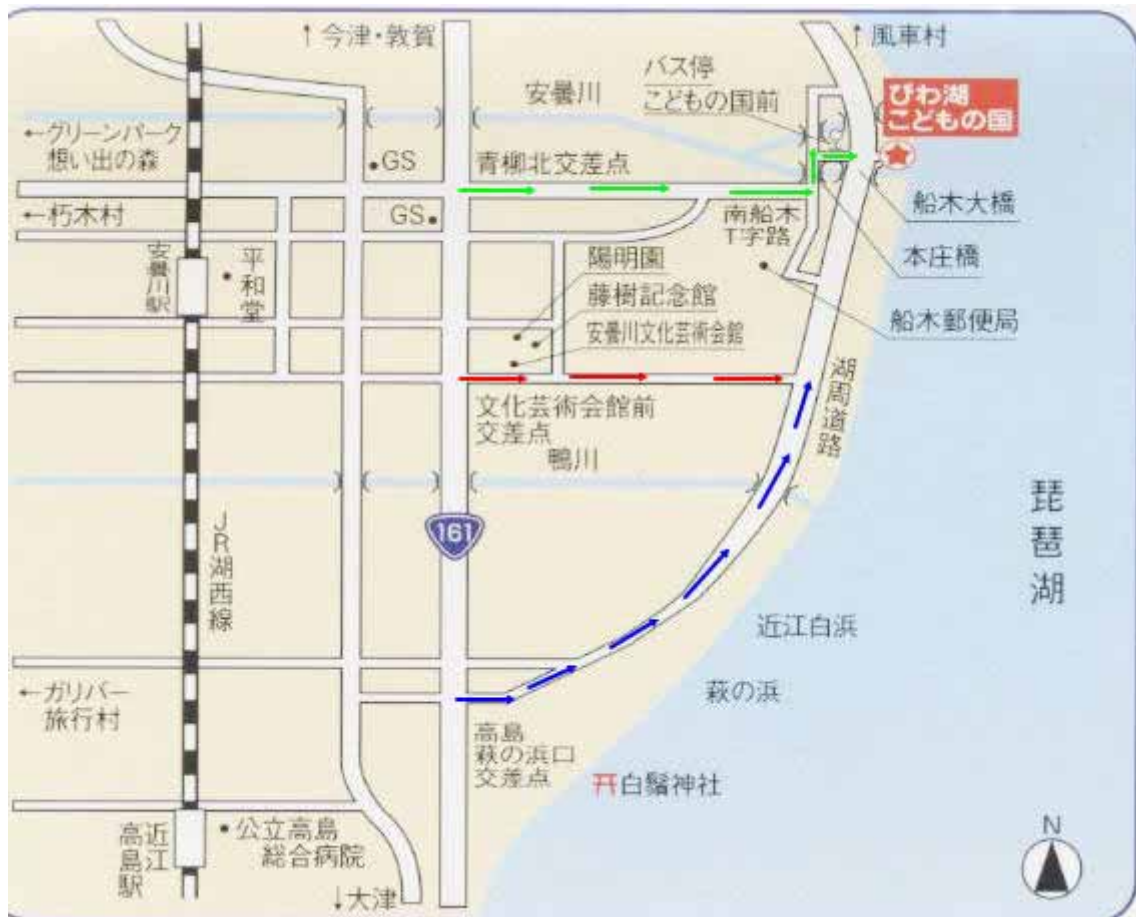 ↑今津・敦賀
↑風車村
バス停
こどもの国前
安曇川
びわ湖
こどもの国
←グリーンパーク
想い出の森
GS
青柳北交差点
←朽木村
GS
南船木
T字路
船木大橋
本庄橋
安曇川駅
平和堂
陽明園
藤樹記念館
安曇川文化芸術会館
船木郵便局
湖周道路
文化芸術会館前
交差点
鴨川
161
琵琶湖
JR湖西線
近江白浜
萩の浜
←ガリバー
旅行村
高島
萩の浜口
交差点
白鬚神社
近江
高島駅
公立高島
総合病院
↓大津
N